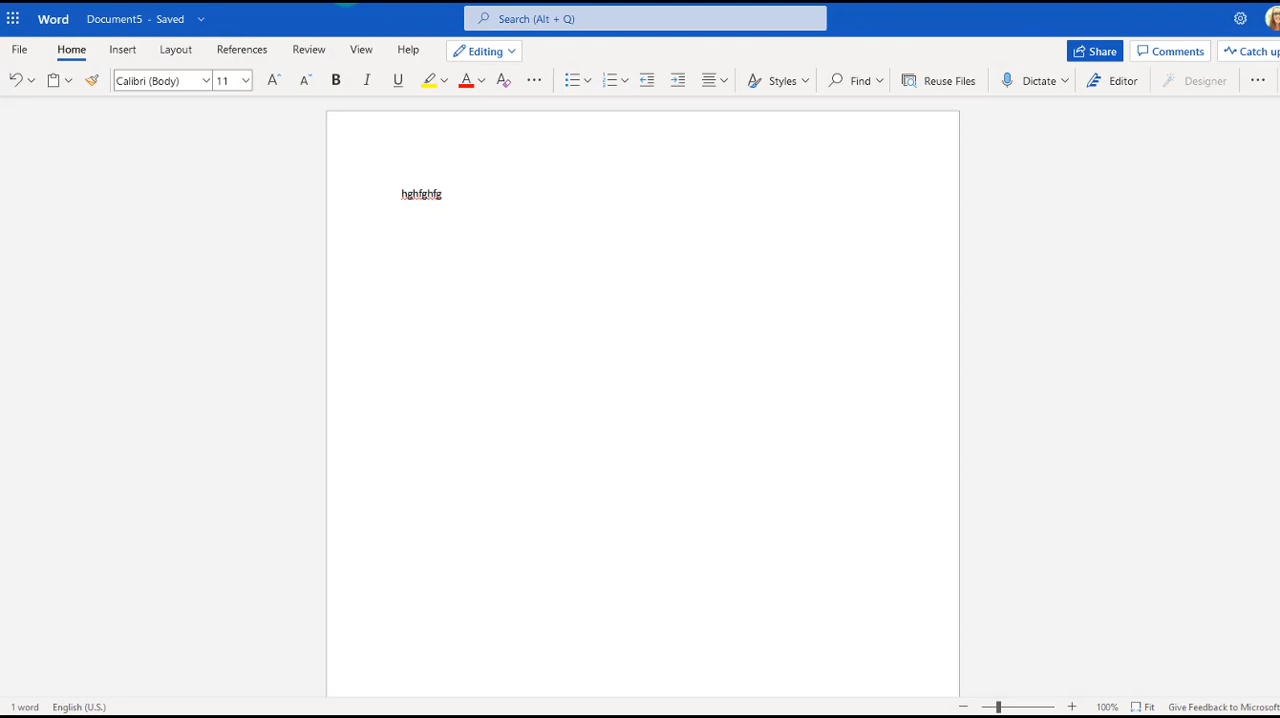 Word Document5 - Saved Search (Alt + Q)
File Home Insert Layout References Review View Help Editing Share Comments Catch up
Calibri (Body) 11 A A B I U A A Styles Find Reuse Files Dictate Editor Designer
hghfghfg
1 word English (U.S.) 100% Fit Give Feedback to Microsoft